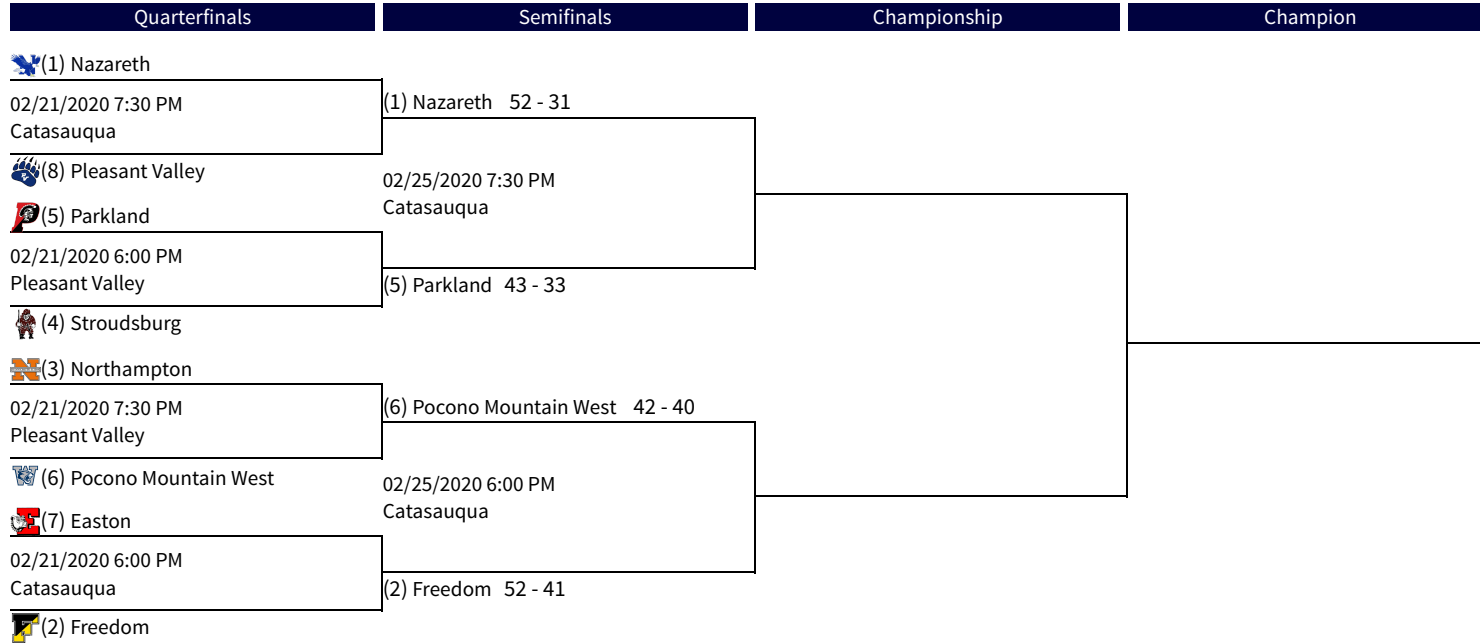 Quarterfinals
Semifinals
Championship
Champion
(1) Nazareth
02/21/2020 7:30 PM
Catasauqua
(8) Pleasant Valley
(5) Parkland
02/21/2020 6:00 PM
Pleasant Valley
(4) Stroudsburg
(3) Northampton
02/21/2020 7:30 PM
Pleasant Valley
(6) Pocono Mountain West
(7) Easton
02/21/2020 6:00 PM
Catasauqua
(2) Freedom
(1) Nazareth 52 - 31
02/25/2020 7:30 PM
Catasauqua
(5) Parkland 43 - 33
(6) Pocono Mountain West 42 - 40
02/25/2020 6:00 PM
Catasauqua
(2) Freedom 52 - 41